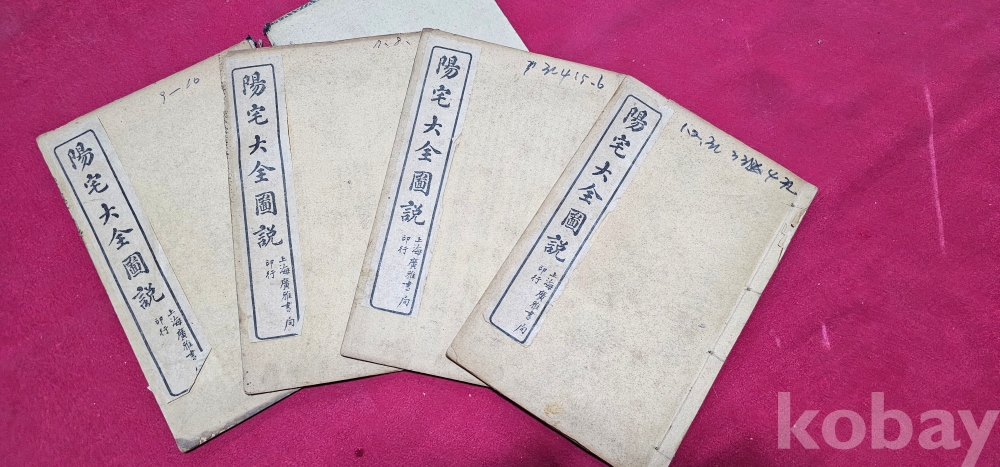 9-10
陽宅大全圖說
上海廣雅書
印行
7.8.
陽宅大全圖說
上海廣雅書局
印行
陽宅大全圖說
上海廣雅書局
印行
陽宅大全圖說
上海廣雅書局
印行
kobay